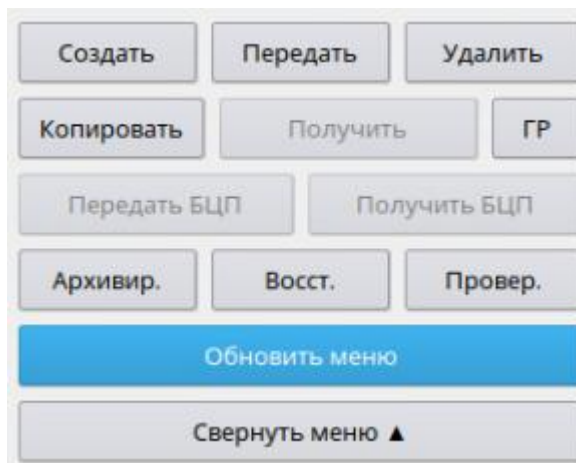 Создать Передать Удалить
Копировать Получить ГР
Передать БЦП Получить БЦП
Архивир. Восст. Провер.
Обновить меню
Свернуть меню ▲